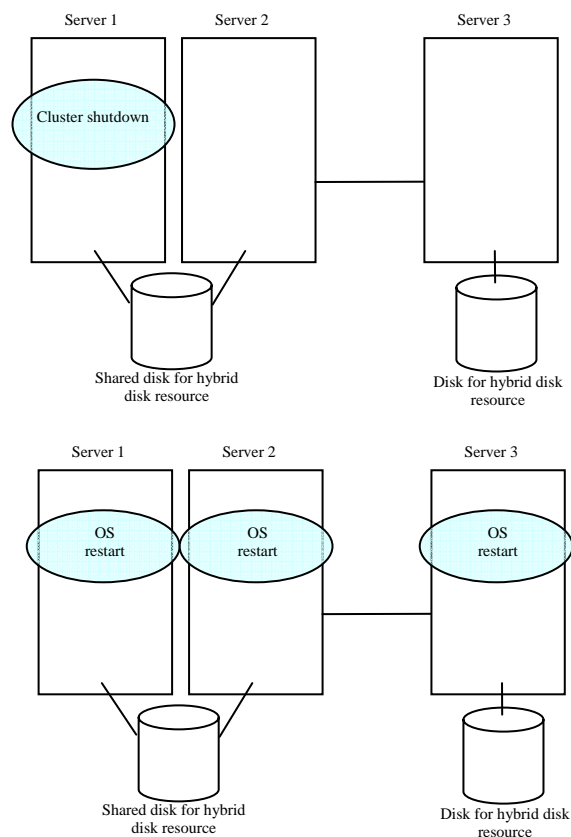 Server 1
Server 2
Server 3
Cluster shutdown
Shared disk for hybrid
disk resource
Disk for hybrid disk
resource
Server 1
Server 2
Server 3
OS
restart
OS
restart
OS
restart
Shared disk for hybrid
disk resource
Disk for hybrid disk
resource